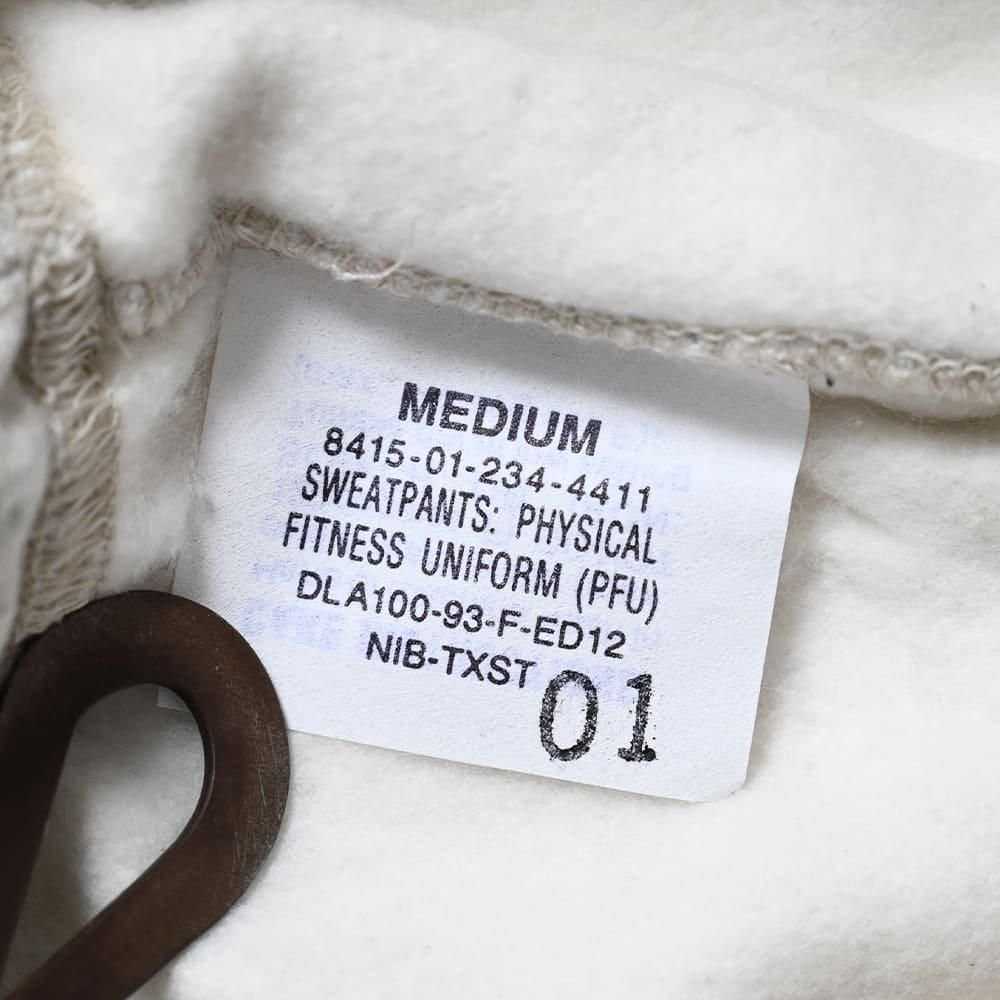 MEDIUM
8415-01-234-4411
SWEATPANTS: PHYSICAL
FITNESS UNIFORM (PFU)
DLA100-93-F-ED12
NIB-TXST 01